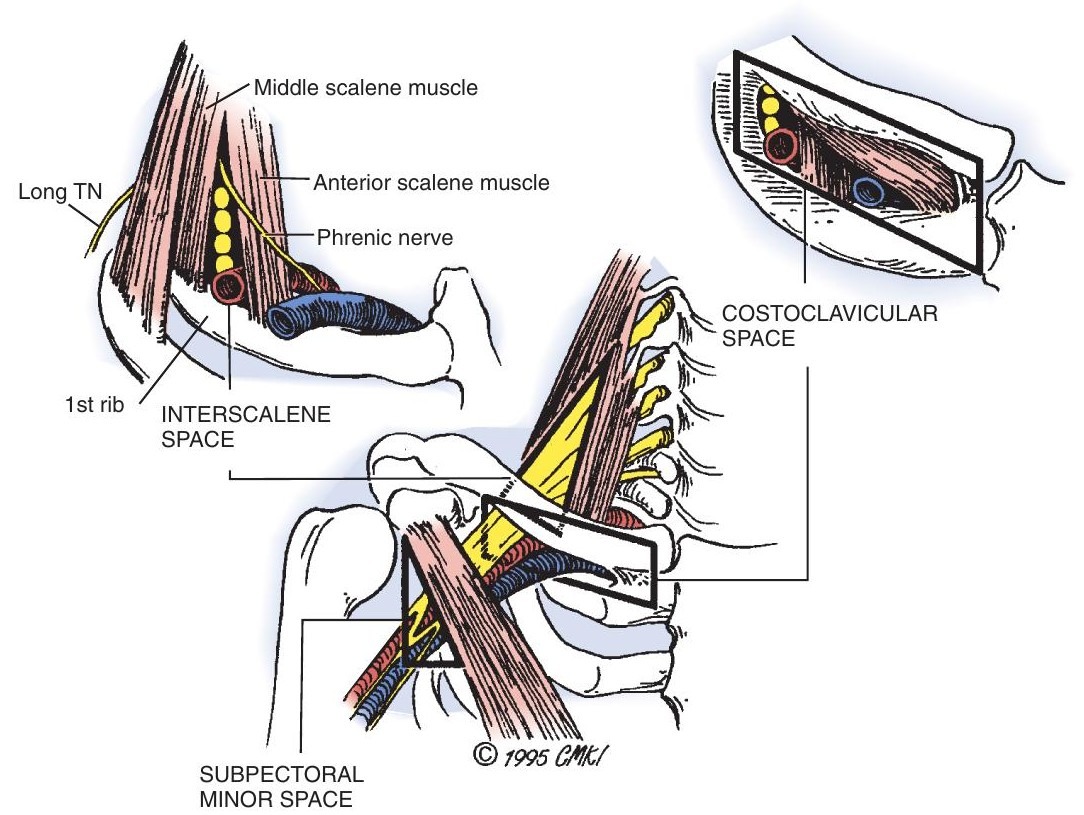 Middle scalene muscle
Long TN
Anterior scalene muscle
Phrenic nerve
1st rib
INTERSCALENE
SPACE
COSTOCLAVICULAR
SPACE
SUBPECTORAL
MINOR SPACE
© 1995